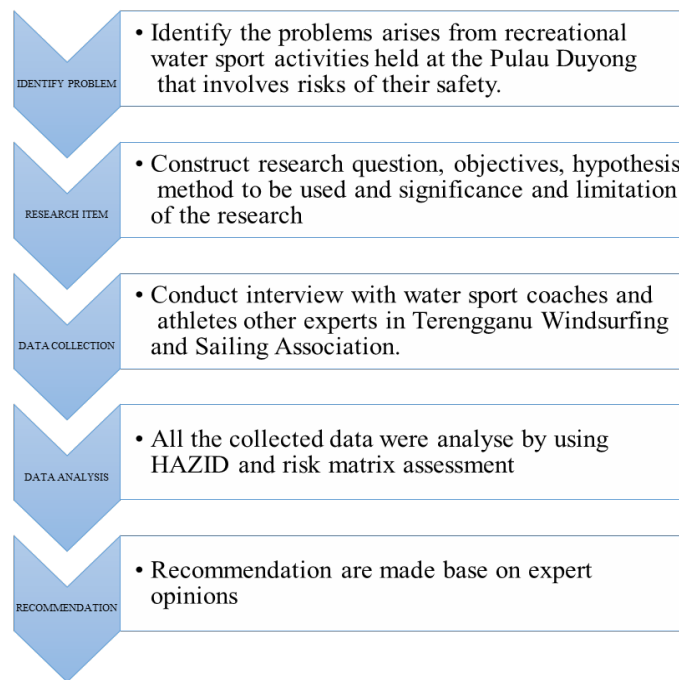 IDENTIFY PROBLEM
• Identify the problems arises from recreational
water sport activities held at the Pulau Duyong
that involves risks of their safety.
RESEARCH ITEM
• Construct research question, objectives, hypothesis
method to be used and significance and limitation
of the research
DATA COLLECTION
• Conduct interview with water sport coaches and
athletes other experts in Terengganu Windsurfing
and Sailing Association.
DATA ANALYSIS
• All the collected data were analyse by using
HAZID and risk matrix assessment
RECOMMENDATION
• Recommendation are made base on expert
opinions